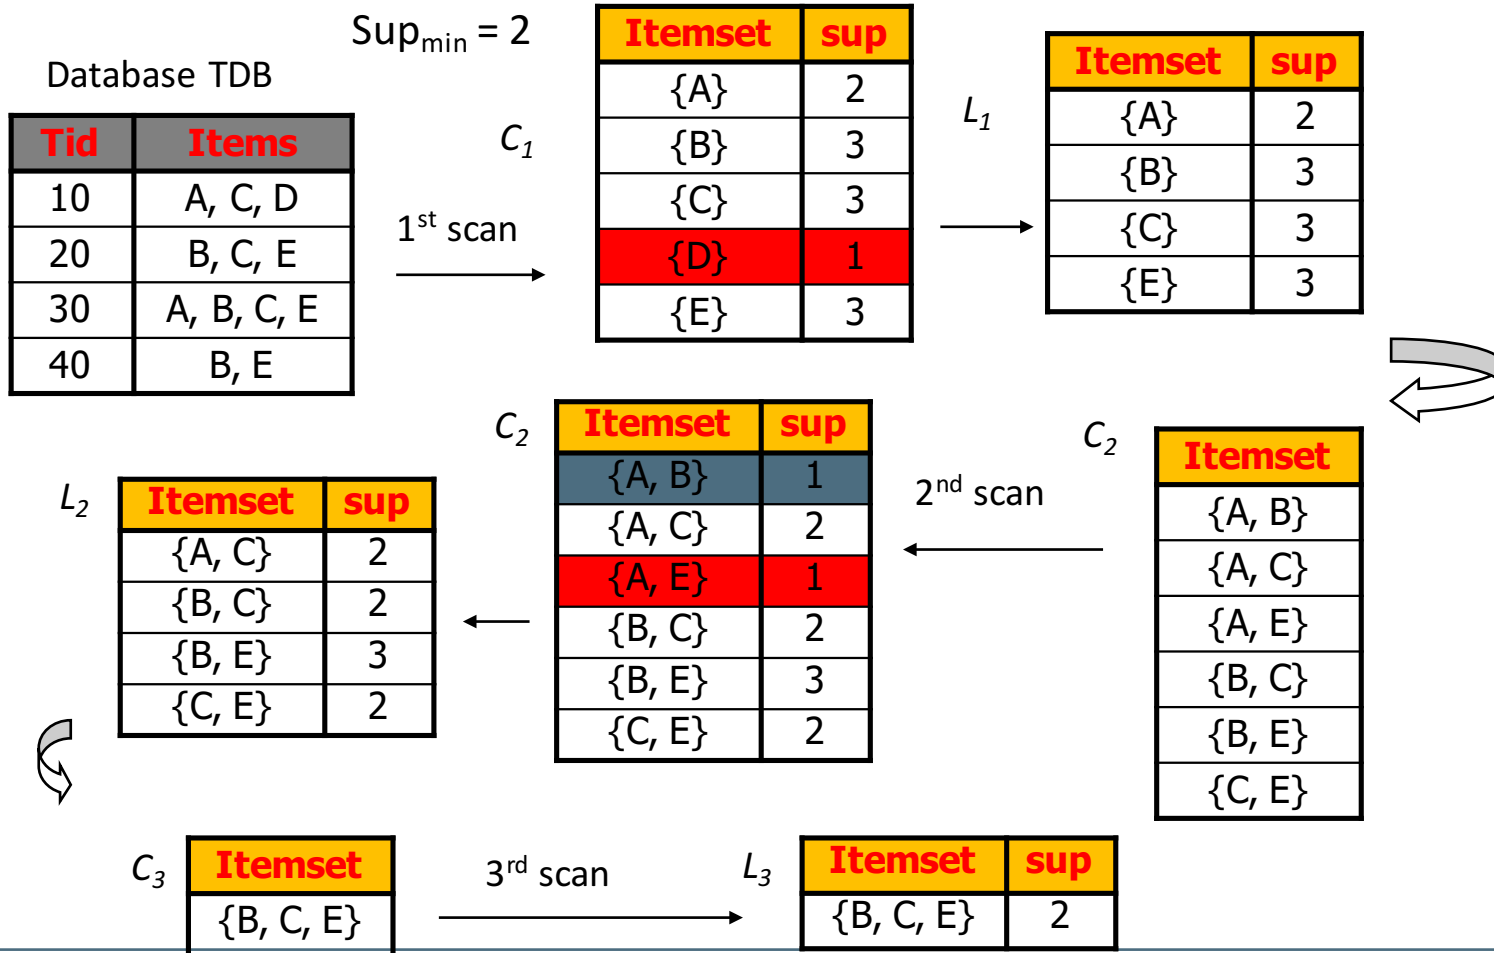 Sup_min = 2
Database TDB
Tid Items
10 A, C, D
20 B, C, E
30 A, B, C, E
40 B, E
1st scan
C1
Itemset sup
{A} 2
{B} 3
{C} 3
{D} 1
{E} 3
L1
Itemset sup
{A} 2
{B} 3
{C} 3
{E} 3
C2
Itemset
{A, B}
{A, C}
{A, E}
{B, C}
{B, E}
{C, E}
2nd scan
C2
Itemset sup
{A, B} 1
{A, C} 2
{A, E} 1
{B, C} 2
{B, E} 3
{C, E} 2
L2
Itemset sup
{A, C} 2
{B, C} 2
{B, E} 3
{C, E} 2
C3
Itemset
{B, C, E}
3rd scan
L3
Itemset sup
{B, C, E} 2